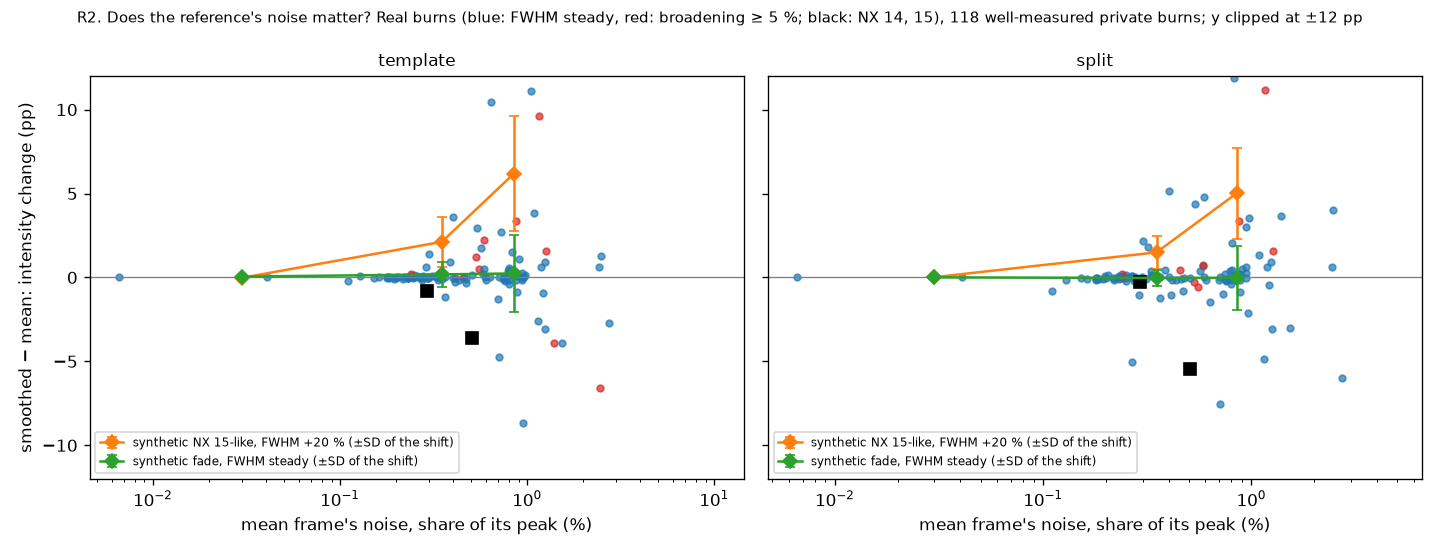 R2. Does the reference's noise matter? Real burns (blue: FWHM steady, red: broadening ≥ 5 %; black: NX 14, 15), 118 well-measured private burns; y clipped at ±12 pp
template
split
smoothed − mean: intensity change (pp)
10
5
0
−5
−10
synthetic NX 15-like, FWHM +20 % (±SD of the shift)
synthetic fade, FWHM steady (±SD of the shift)
synthetic NX 15-like, FWHM +20 % (±SD of the shift)
synthetic fade, FWHM steady (±SD of the shift)
10⁻² 10⁻¹ 10⁰ 10¹
10⁻² 10⁻¹ 10⁰
mean frame's noise, share of its peak (%)
mean frame's noise, share of its peak (%)